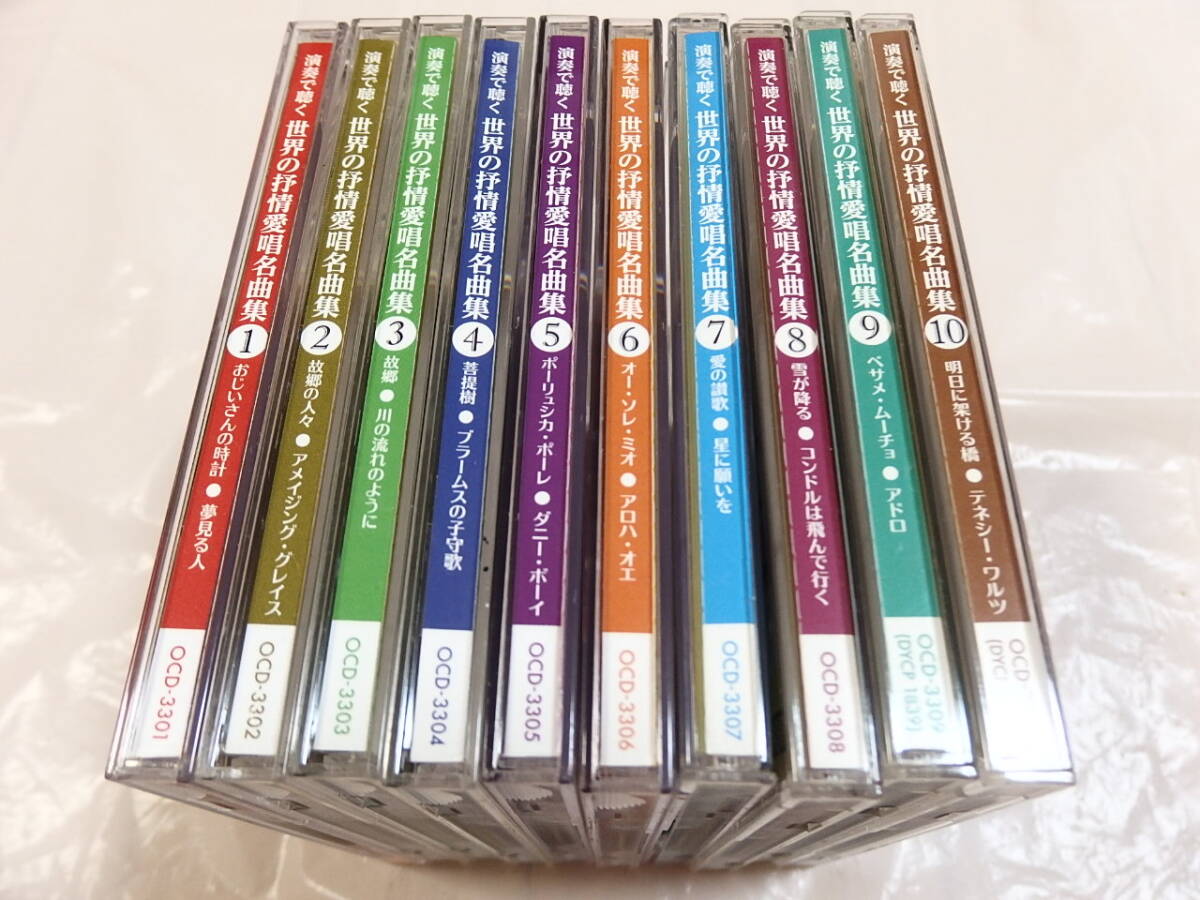 演奏で聴く 世界の抒情愛唱名曲集 1 おじいさんの時計 ● 夢見る人 OCD-3301
演奏で聴く 世界の抒情愛唱名曲集 2 故郷の人々 ● アメイジング・グレイス OCD-3302
演奏で聴く 世界の抒情愛唱名曲集 3 故郷 ● 川の流れのように OCD-3303
演奏で聴く 世界の抒情愛唱名曲集 4 菩提樹 ● ブラームスの子守歌 OCD-3304
演奏で聴く 世界の抒情愛唱名曲集 5 ポーリュシカ・ポーレ ● ダニー・ボーイ OCD-3305
演奏で聴く 世界の抒情愛唱名曲集 6 オー・ソレ・ミオ ● アロハ・オエ OCD-3306
演奏で聴く 世界の抒情愛唱名曲集 7 愛の讃歌 ● 星に願いを OCD-3307
演奏で聴く 世界の抒情愛唱名曲集 8 雪が降る ● コンドルは飛んで行く OCD-3308
演奏で聴く 世界の抒情愛唱名曲集 9 ベサメ・ムーチョ ● アドロ OCD-3309
(DYCP 1839)
演奏で聴く 世界の抒情愛唱名曲集 10 明日に架ける橋 ● テネシー・ワルツ OCD
(DYC